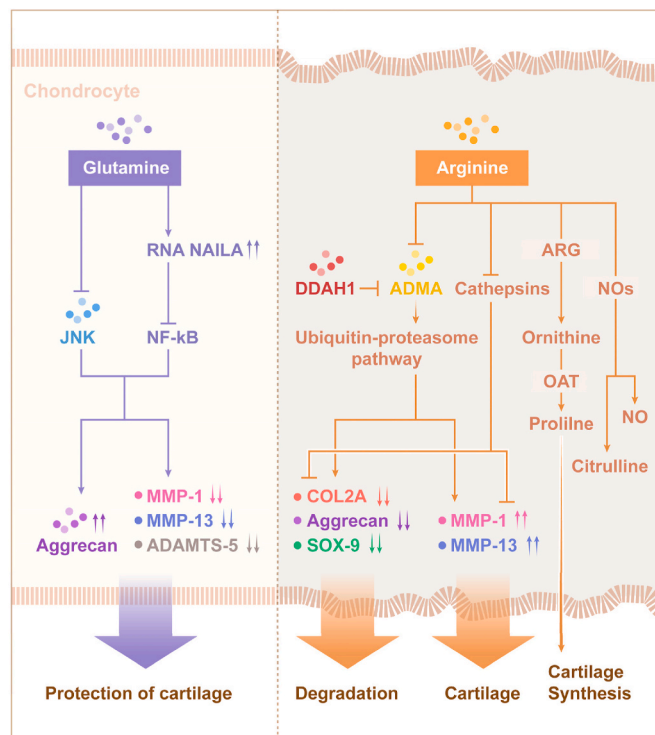 Chondrocyte
Glutamine
RNA NAILA
JNK
NF-kB
Aggrecan
MMP-1
MMP-13
ADAMTS-5
Protection of cartilage
Arginine
DDAH1
ADMA
Cathepsins
ARG
NOs
Ubiquitin-proteasome
pathway
Ornithine
OAT
Prolilne
NO
Citrulline
COL2A
Aggrecan
SOX-9
MMP-1
MMP-13
Degradation
Cartilage
Cartilage
Synthesis